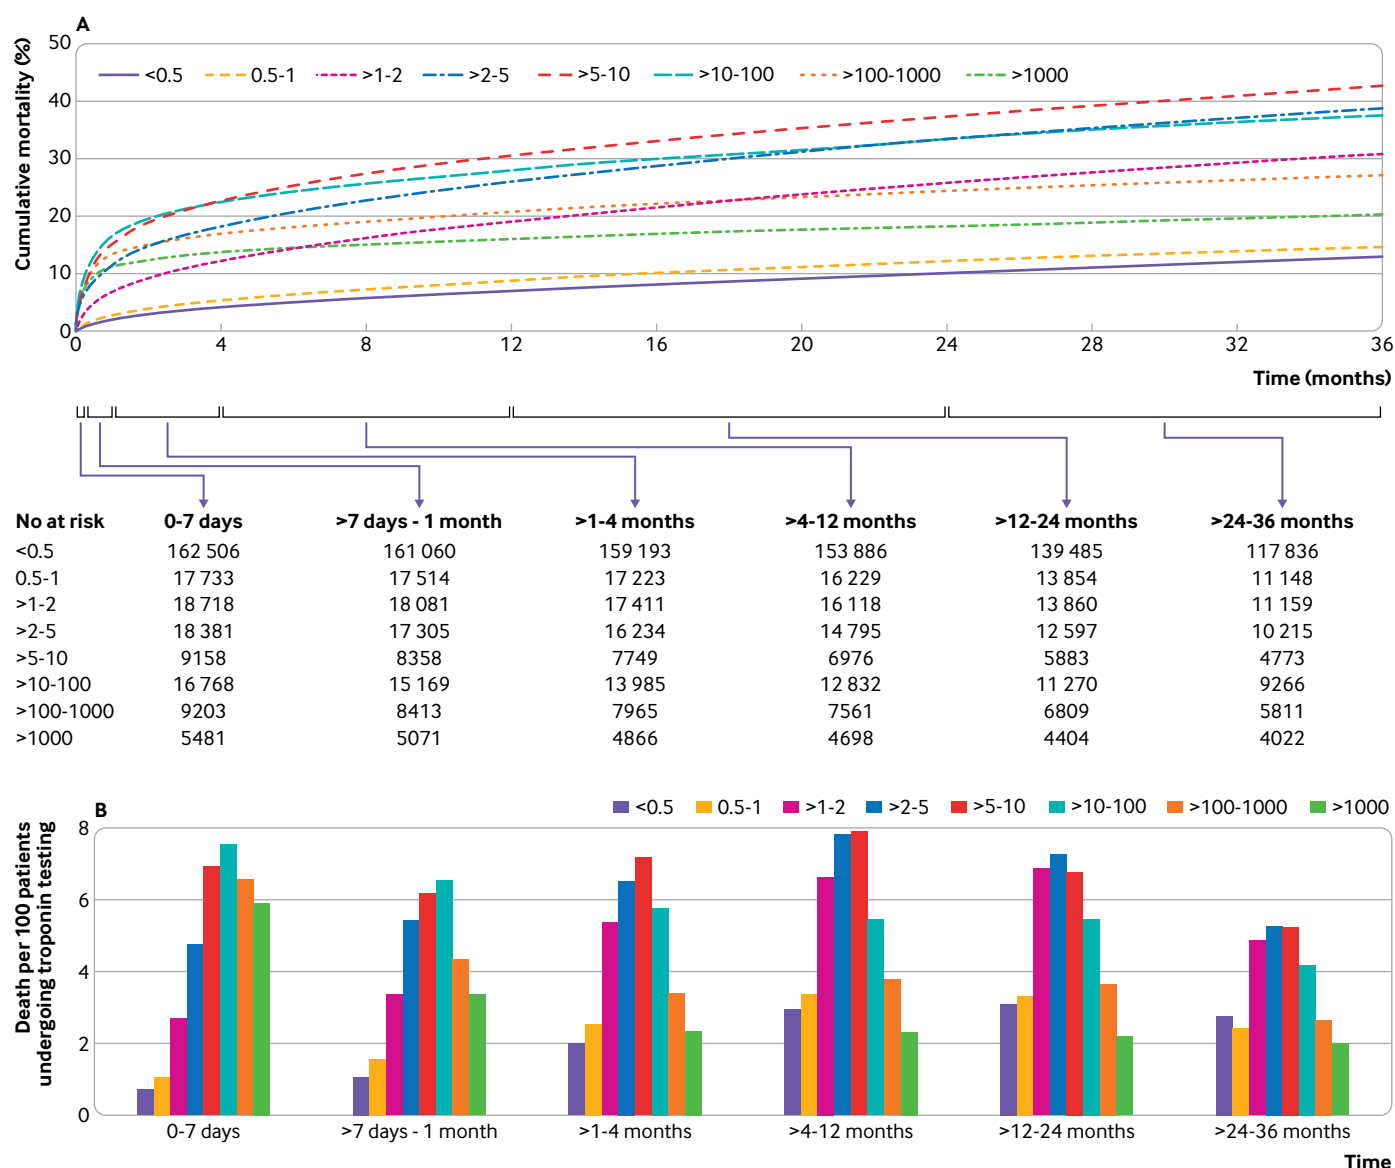 A
Cumulative mortality (%)
50
40
30
20
10
0
<0.5 0.5-1 >1-2 >2-5 >5-10 >10-100 >100-1000 >1000
0 4 8 12 16 20 24 28 32 36
Time (months)
No at risk 0-7 days >7 days - 1 month >1-4 months >4-12 months >12-24 months >24-36 months
<0.5 162 506 161 060 159 193 153 886 139 485 117 836
0.5-1 17 733 17 514 17 223 16 229 13 854 11 148
>1-2 18 718 18 081 17 411 16 118 13 860 11 159
>2-5 18 381 17 305 16 234 14 795 12 597 10 215
>5-10 9158 8358 7749 6976 5883 4773
>10-100 16 768 15 169 13 985 12 832 11 270 9266
>100-1000 9203 8413 7965 7561 6809 5811
>1000 5481 5071 4866 4698 4404 4022
B
<0.5 0.5-1 >1-2 >2-5 >5-10 >10-100 >100-1000 >1000
Death per 100 patients
undergoing troponin testing
8
6
4
2
0
0-7 days >7 days - 1 month >1-4 months >4-12 months >12-24 months >24-36 months
Time